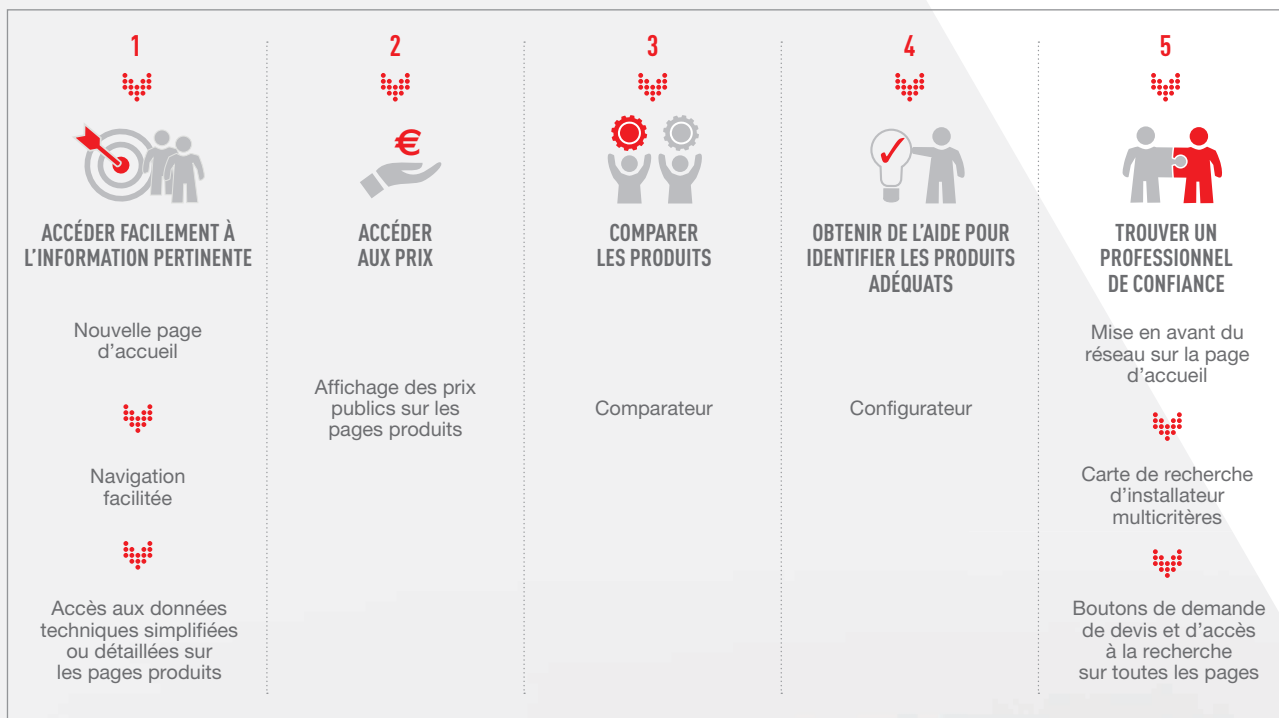 1
ACCÉDER FACILEMENT À
L'INFORMATION PERTINENTE
Nouvelle page
d'accueil
Navigation
facilitée
Accès aux données
techniques simplifiées
ou détaillées sur
les pages produits
2
€
ACCÉDER
AUX PRIX
Affichage des prix
publics sur les
pages produits
3
COMPARER
LES PRODUITS
Comparateur
4
OBTENIR DE L'AIDE POUR
IDENTIFIER LES PRODUITS
ADÉQUATS
Configurateur
5
TROUVER UN
PROFESSIONNEL
DE CONFIANCE
Mise en avant du
réseau sur la page
d'accueil
Carte de recherche
d'installateur
multicritères
Boutons de demande
de devis et d'accès
à la recherche
sur toutes les pages